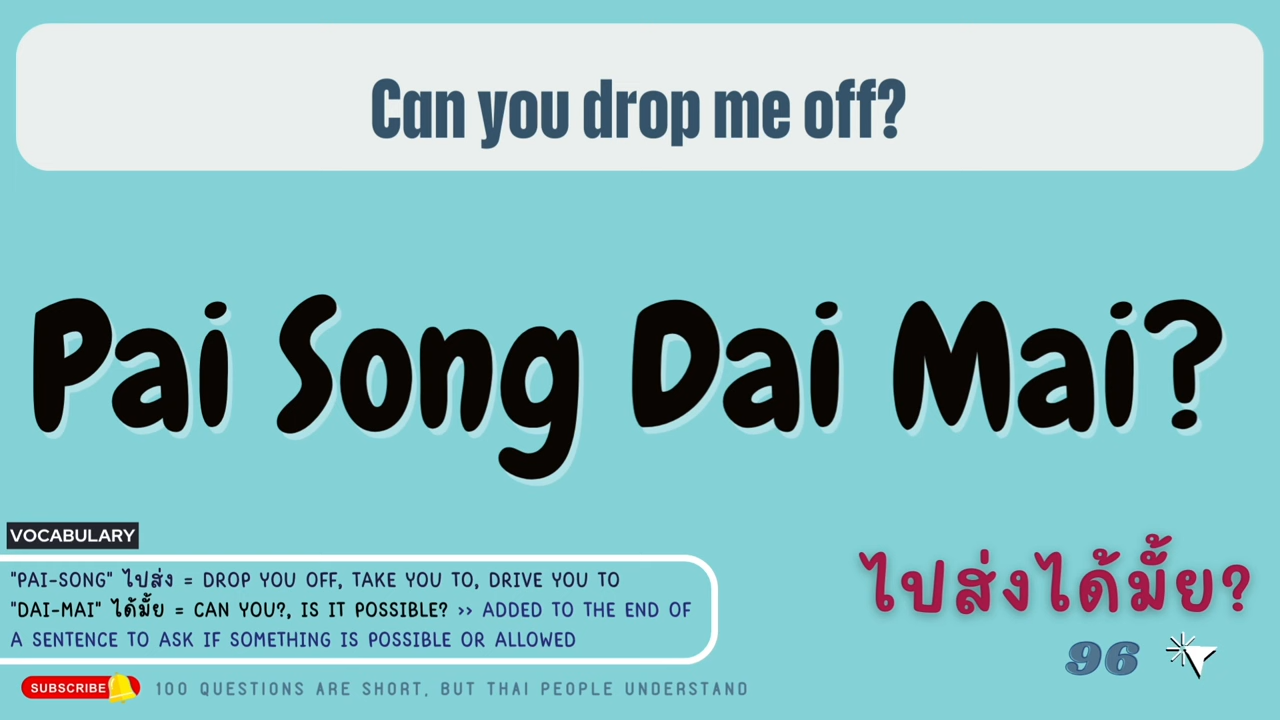 Can you drop me off?
Pai Song Dai Mai?
VOCABULARY
"PAI-SONG" ไปส่ง = DROP YOU OFF, TAKE YOU TO, DRIVE YOU TO
"DAI-MAI" ได้มั้ย = CAN YOU?, IS IT POSSIBLE? ›› ADDED TO THE END OF
A SENTENCE TO ASK IF SOMETHING IS POSSIBLE OR ALLOWED
ไปส่งได้มั้ย?
96
SUBSCRIBE
100 QUESTIONS ARE SHORT, BUT THAI PEOPLE UNDERSTAND